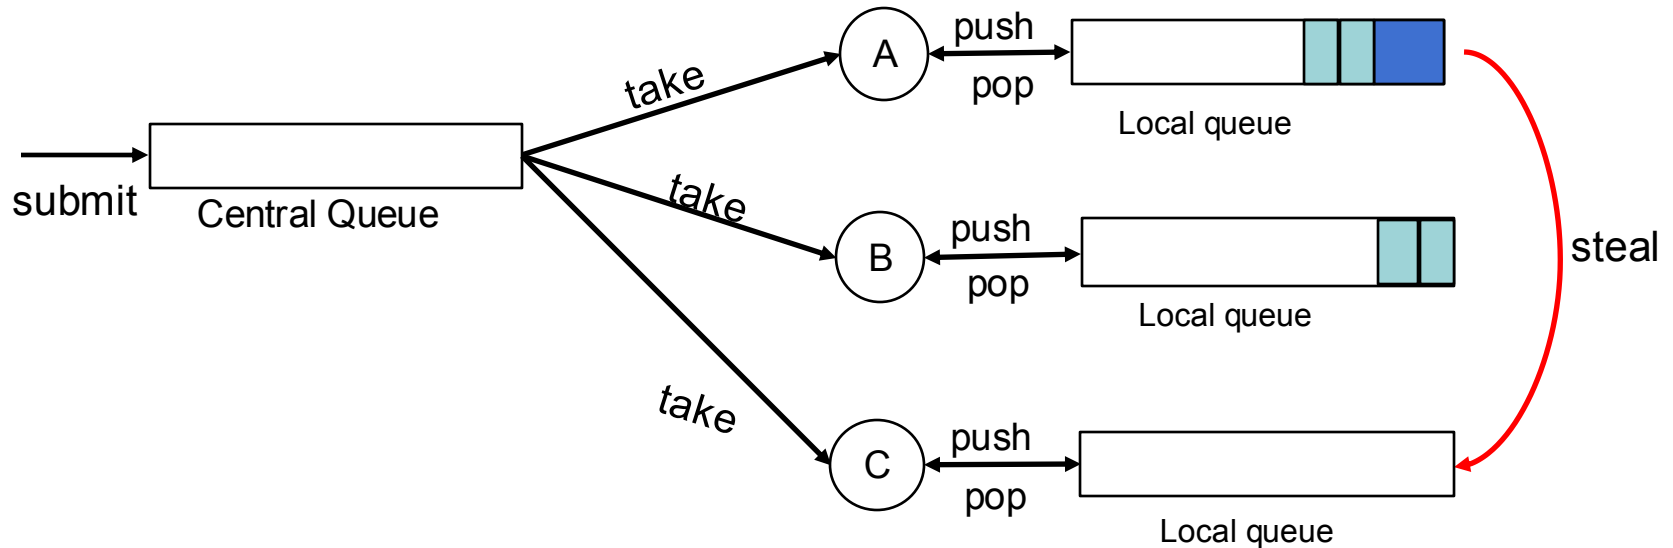 submit
Central Queue
take
take
take
A
push
pop
Local queue
B
push
pop
Local queue
C
push
pop
Local queue
steal